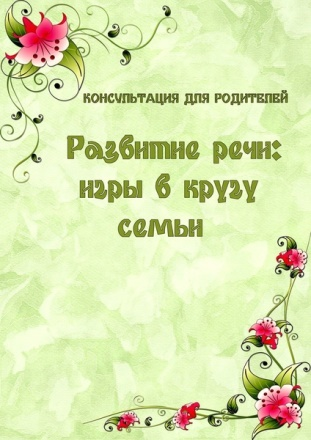 КОНСУЛЬТАЦИЯ ДЛЯ РОДИТЕЛЕЙ
Развитие речи:
игры в кругу
семьи